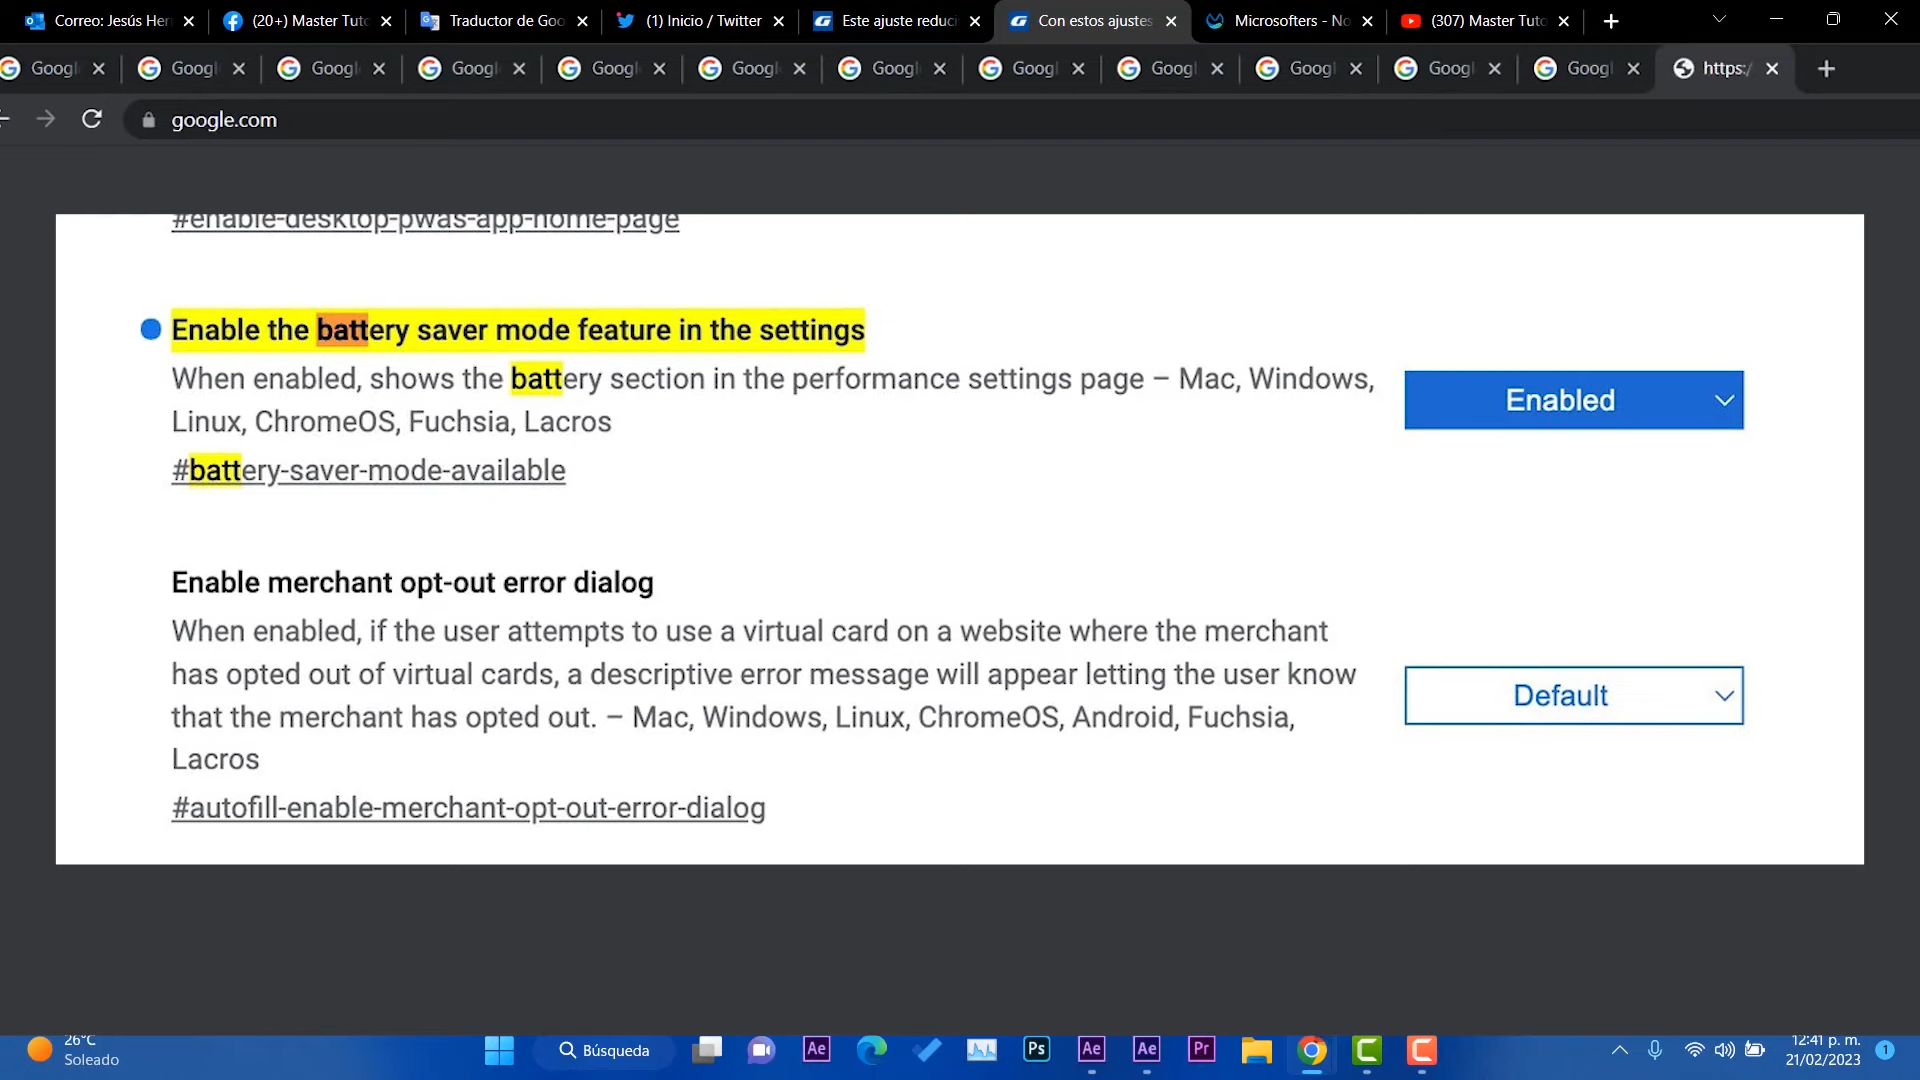 Correo: Jesús Her
(20+) Master Tuto
Traductor de Goo
(1) Inicio / Twitter
Este ajuste reduci
Con estos ajustes
Microsofters - No
(307) Master Tuto
Googl
Googl
Googl
Googl
Googl
Googl
Googl
Googl
Googl
Googl
Googl
Googl
https:/
google.com
#enable-desktop-pwas-app-home-page
Enable the battery saver mode feature in the settings
When enabled, shows the battery section in the performance settings page – Mac, Windows,
Linux, ChromeOS, Fuchsia, Lacros
#battery-saver-mode-available
Enabled
Enable merchant opt-out error dialog
When enabled, if the user attempts to use a virtual card on a website where the merchant
has opted out of virtual cards, a descriptive error message will appear letting the user know
that the merchant has opted out. – Mac, Windows, Linux, ChromeOS, Android, Fuchsia,
Lacros
#autofill-enable-merchant-opt-out-error-dialog
Default
26°C
Soleado
Búsqueda
Ae
Ps
Ae
Ae
Pr
12:41 p. m.
21/02/2023
1